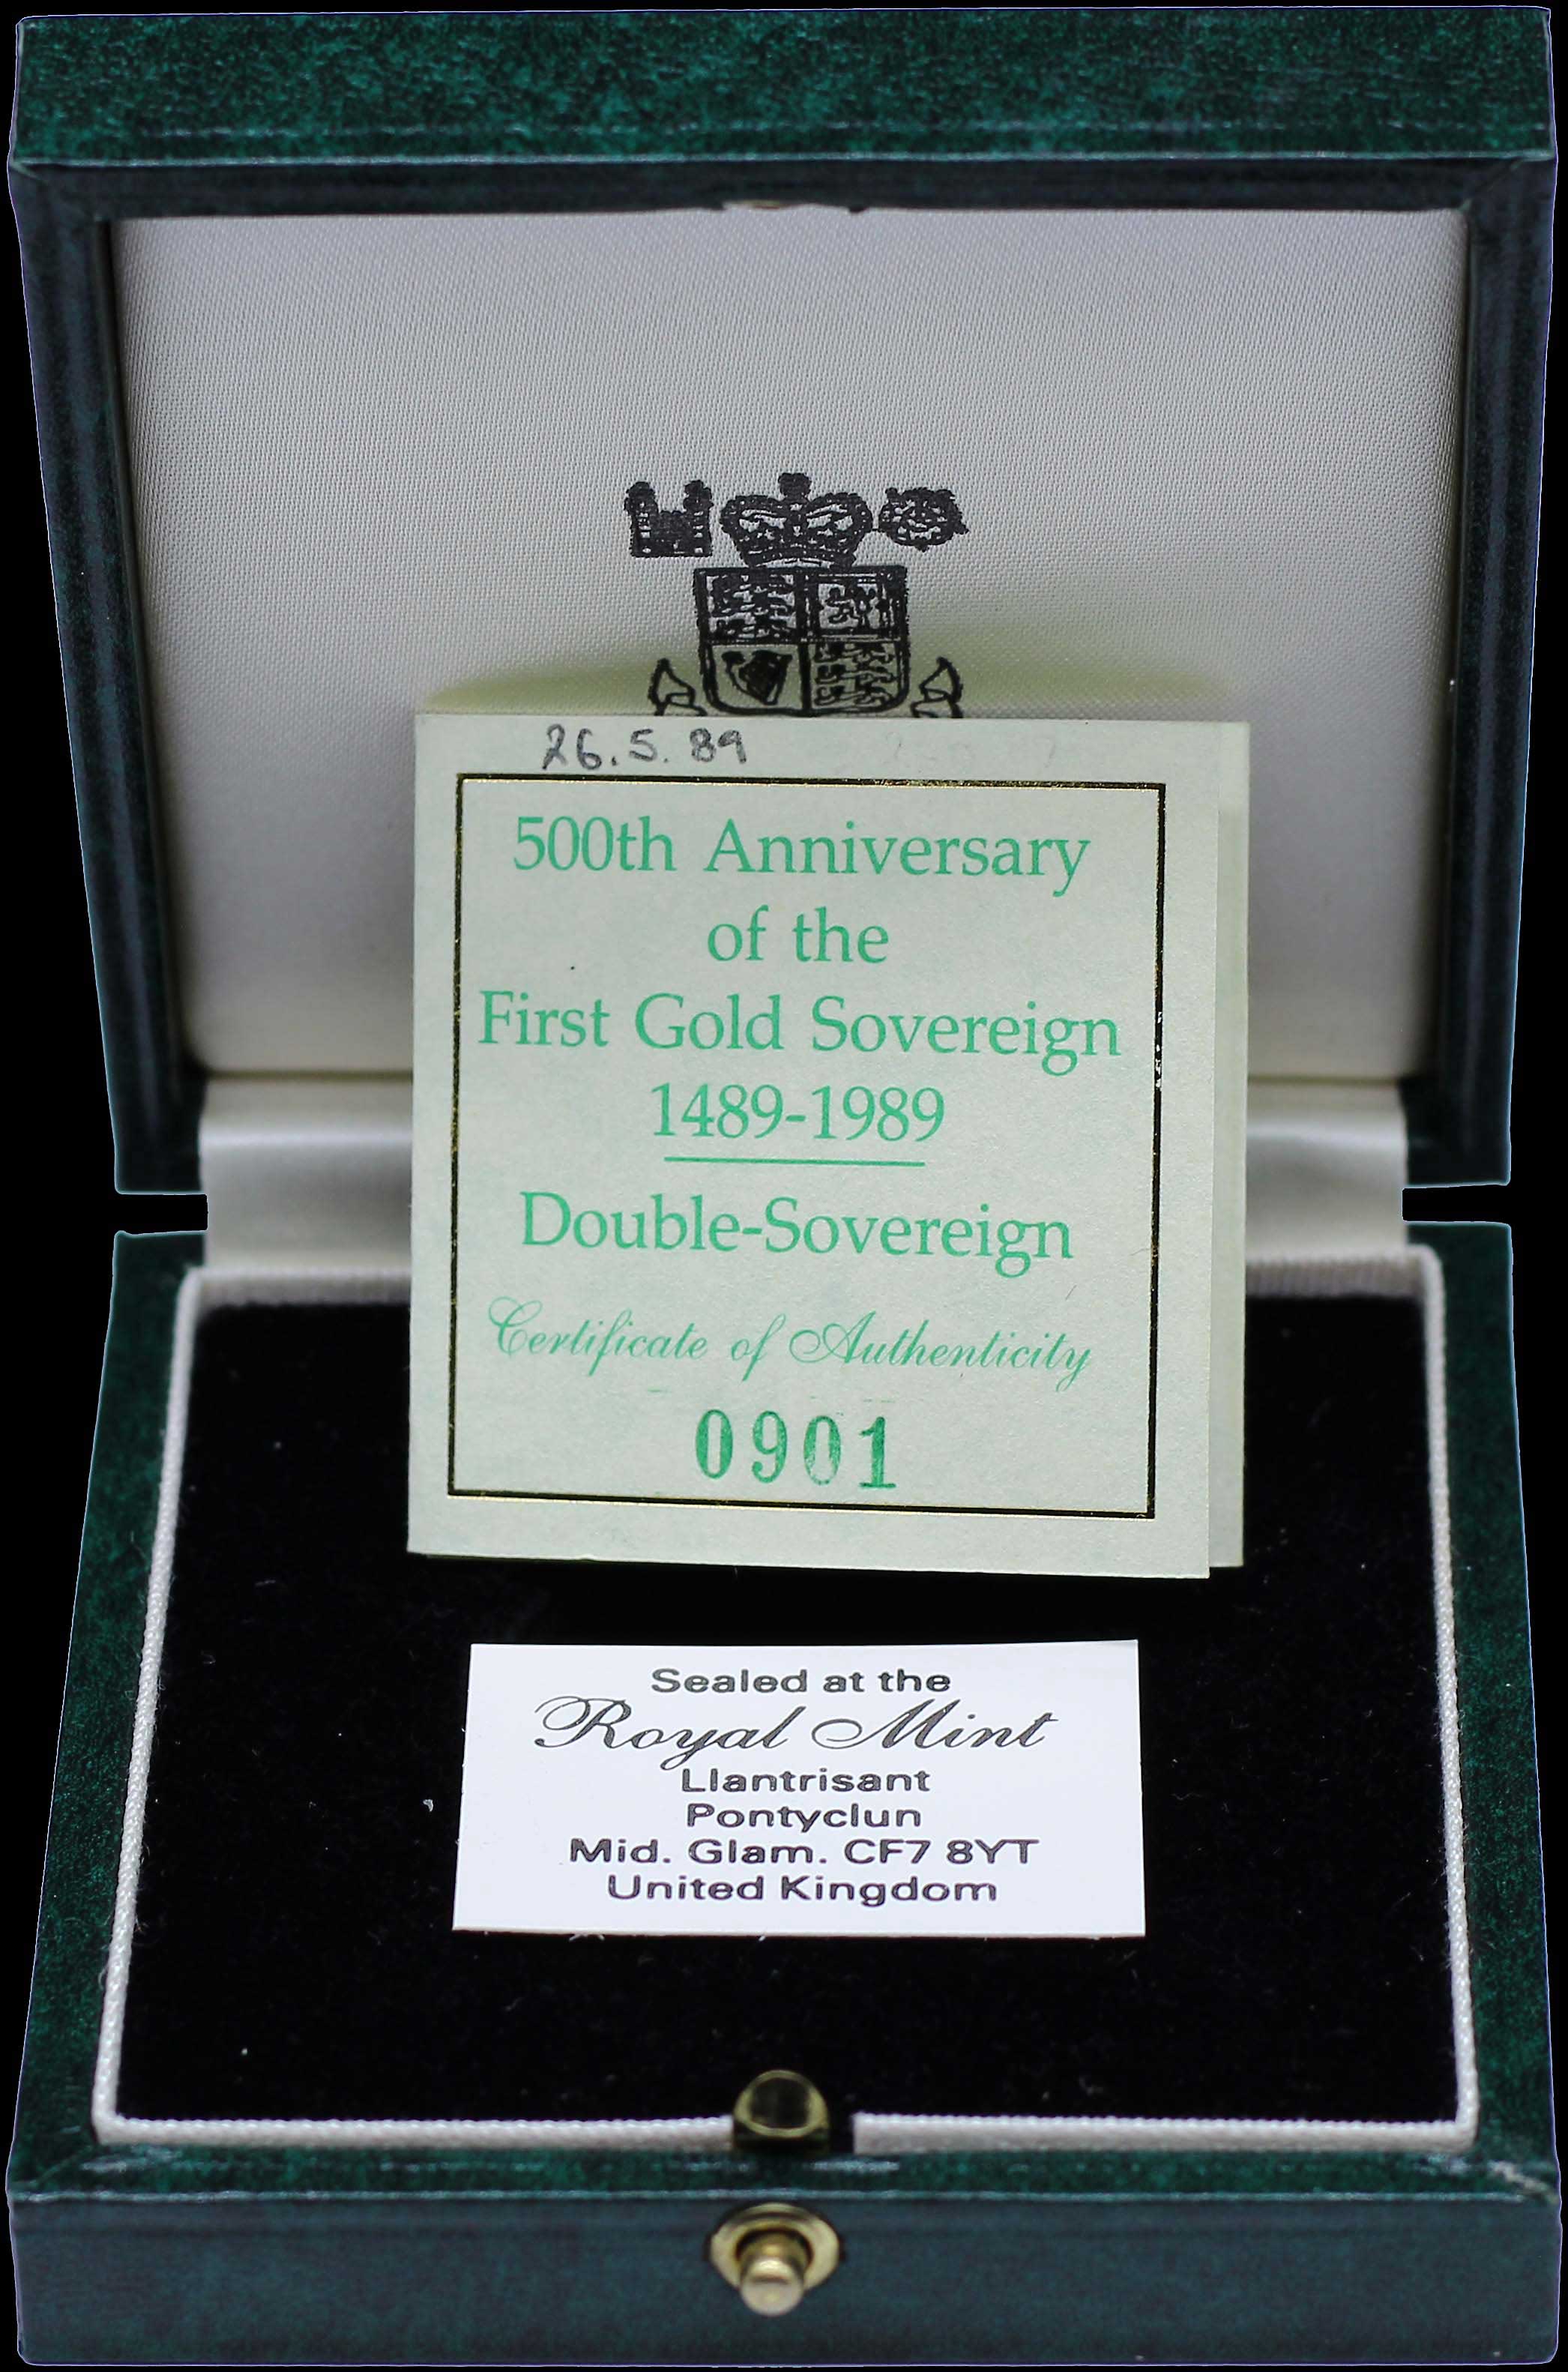 26.5.89
500th Anniversary
of the
First Gold Sovereign
1489-1989
Double-Sovereign
Certificate of Authenticity
0901
Sealed at the
Royal Mint
Llantrisant
Pontyclun
Mid. Glam. CF7 8YT
United Kingdom